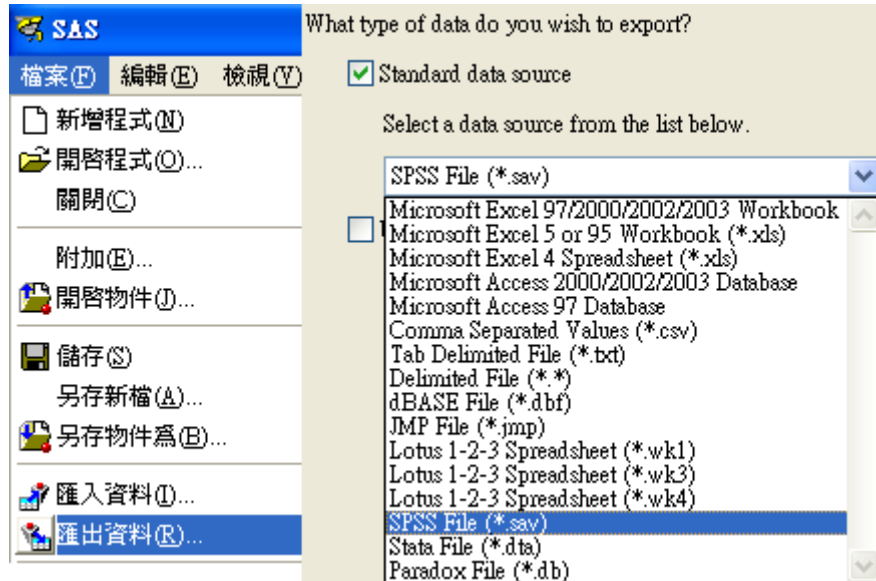 SAS
檔案(F) 編輯(E) 檢視(V)
新增程式(N)
開啓程式(O)...
關閉(C)
附加(E)...
開啓物件(J)...
儲存(S)
另存新檔(A)...
另存物件爲(B)...
匯入資料(I)...
匯出資料(R)...
What type of data do you wish to export?
Standard data source
Select a data source from the list below.
SPSS File (*.sav)
Microsoft Excel 97/2000/2002/2003 Workbook
Microsoft Excel 5 or 95 Workbook (*.xls)
Microsoft Excel 4 Spreadsheet (*.xls)
Microsoft Access 2000/2002/2003 Database
Microsoft Access 97 Database
Comma Separated Values (*.csv)
Tab Delimited File (*.txt)
Delimited File (*.*)
dBASE File (*.dbf)
JMP File (*.jmp)
Lotus 1-2-3 Spreadsheet (*.wk1)
Lotus 1-2-3 Spreadsheet (*.wk3)
Lotus 1-2-3 Spreadsheet (*.wk4)
SPSS File (*.sav)
Stata File (*.dta)
Paradox File (*.db)